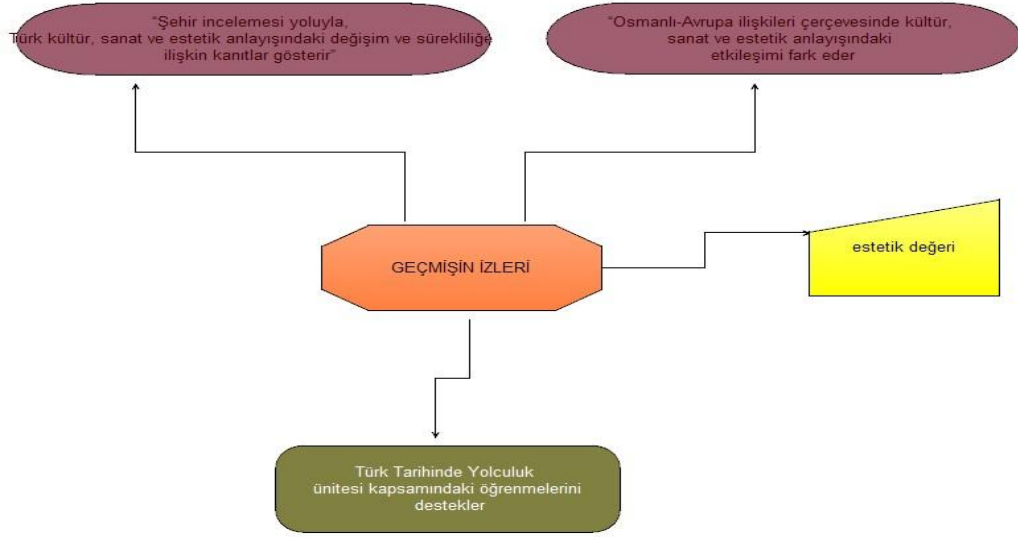 "Şehir incelemesi yoluyla,
Türk kültür, sanat ve estetik anlayışındaki değişim ve sürekliliğe
ilişkin kanıtlar gösterir"
"Osmanlı-Avrupa ilişkileri çerçevesinde kültür,
sanat ve estetik anlayışındaki
etkileşimi fark eder
GEÇMİŞİN İZLERİ
estetik değeri
Türk Tarihinde Yolculuk
ünitesi kapsamındaki öğrenmelerini
destekler